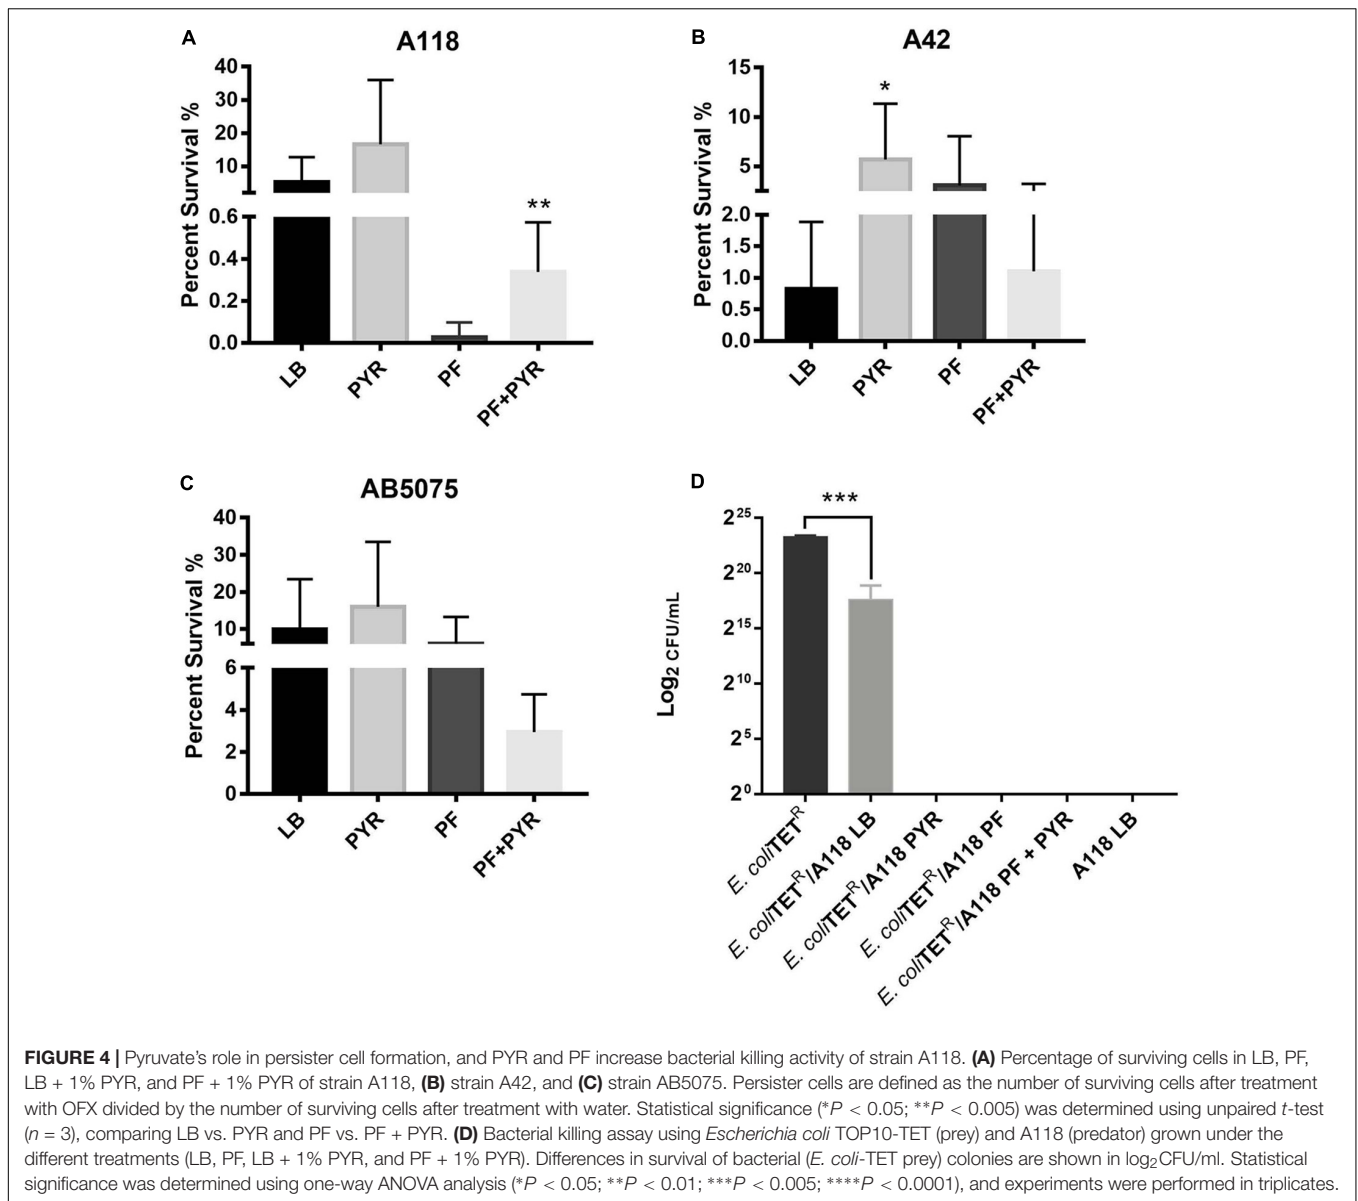 A
A118
Percent Survival %
40
30
20
10
0.6
0.4
0.2
0.0
**
LB
PYR
PF
PF+PYR
B
A42
Percent Survival %
15
10
5
2.0
1.5
1.0
0.5
0.0
*
LB
PYR
PF
PF+PYR
C
AB5075
Percent Survival %
40
30
20
10
6
4
2
0
LB
PYR
PF
PF+PYR
D
Log₂ CFU/mL
2²⁵
2²⁰
2¹⁵
2¹⁰
2⁵
2⁰
***
E. coliTETᴿ
E. coliTETᴿ/A118 LB
E. coliTETᴿ/A118 PYR
E. coliTETᴿ/A118 PF
E. coliTETᴿ/A118 PF + PYR
A118 LB
FIGURE 4 | Pyruvate's role in persister cell formation, and PYR and PF increase bacterial killing activity of strain A118. (A) Percentage of surviving cells in LB, PF,
LB + 1% PYR, and PF + 1% PYR of strain A118, (B) strain A42, and (C) strain AB5075. Persister cells are defined as the number of surviving cells after treatment
with OFX divided by the number of surviving cells after treatment with water. Statistical significance (*P < 0.05; **P < 0.005) was determined using unpaired t-test
(n = 3), comparing LB vs. PYR and PF vs. PF + PYR. (D) Bacterial killing assay using Escherichia coli TOP10-TET (prey) and A118 (predator) grown under the
different treatments (LB, PF, LB + 1% PYR, and PF + 1% PYR). Differences in survival of bacterial (E. coli-TET prey) colonies are shown in log₂CFU/ml. Statistical
significance was determined using one-way ANOVA analysis (*P < 0.05; **P < 0.01; ***P < 0.005; ****P < 0.0001), and experiments were performed in triplicates.